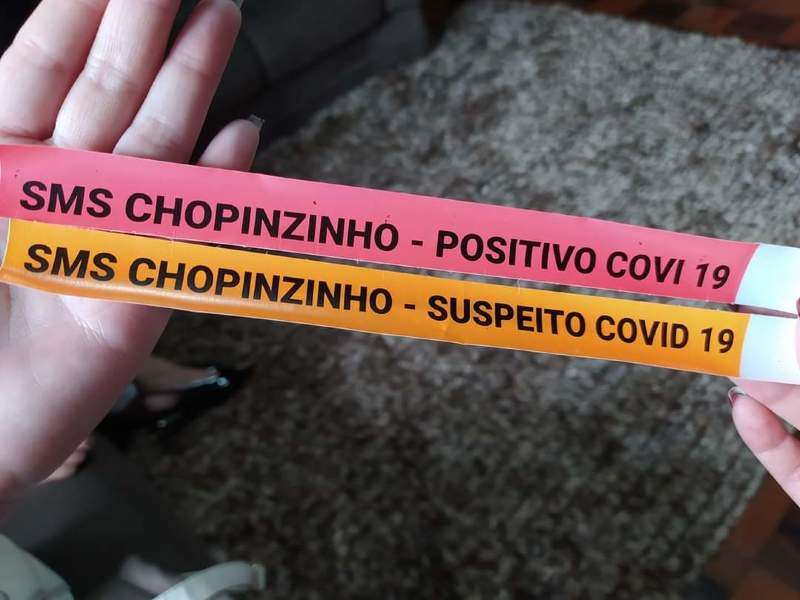 SMS CHOPINZINHO - POSITIVO COVI 19
SMS CHOPINZINHO - SUSPEITO COVID 19